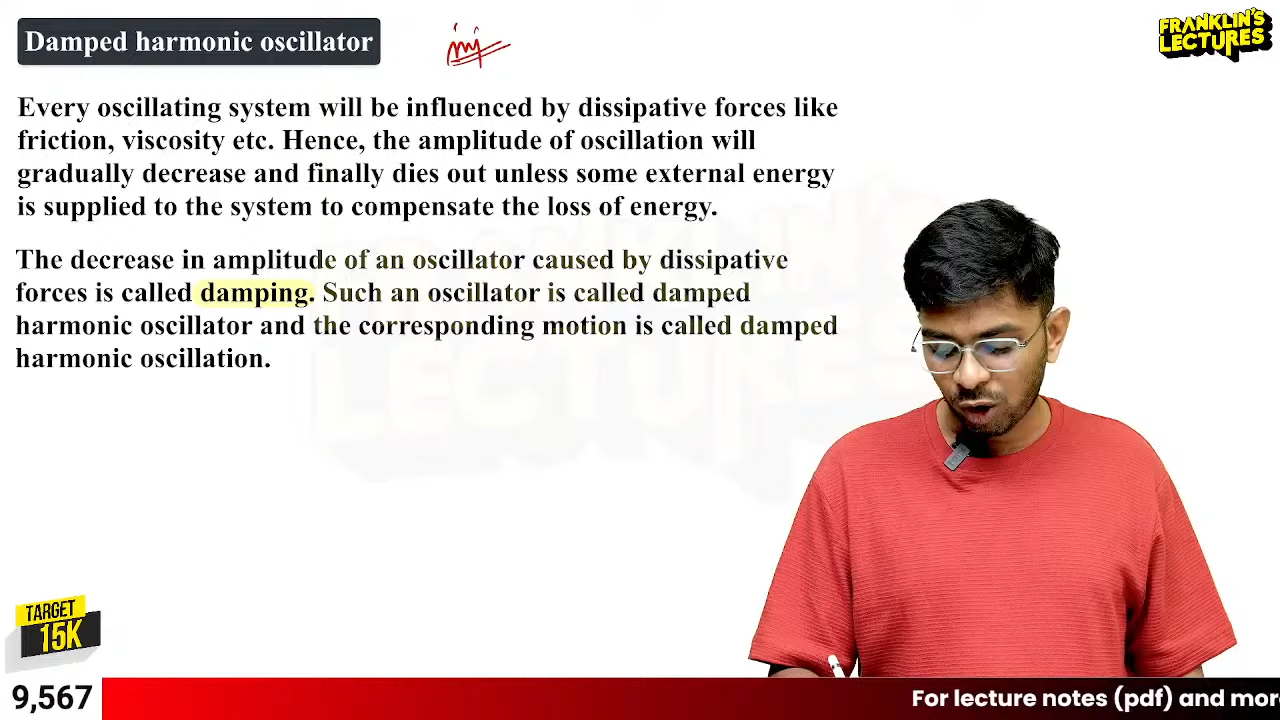 Damped harmonic oscillator
FRANKLIN'S
LECTURES
Every oscillating system will be influenced by dissipative forces like
friction, viscosity etc. Hence, the amplitude of oscillation will
gradually decrease and finally dies out unless some external energy
is supplied to the system to compensate the loss of energy.
The decrease in amplitude of an oscillator caused by dissipative
forces is called damping. Such an oscillator is called damped
harmonic oscillator and the corresponding motion is called damped
harmonic oscillation.
FRANKLIN'S
LECTURES
TARGET
15K
9,567
For lecture notes (pdf) and mor